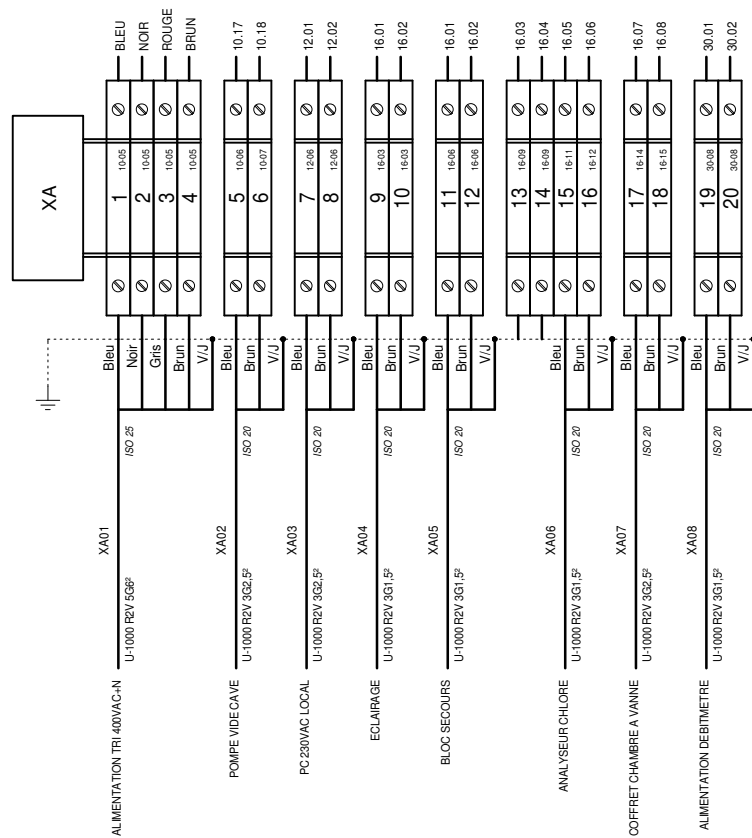 XA
1 10-05 BLEU
2 10-05 NOIR
3 10-05 ROUGE
4 10-05 BRUN
5 10-06 10.17
6 10-07 10.18
7 12-06 12.01
8 12-06 12.02
9 16-03 16.01
10 16-03 16.02
11 16-06 16.01
12 16-06 16.02
13 16-09 16.03
14 16-09 16.04
15 16-11 16.05
16 16-12 16.06
17 16-14 16.07
18 16-15 16.08
19 30-08 30.01
20 30-08 30.02
ALIMENTATION TRI 400VAC+N
U-1000 R2V 5G6²
XA01
ISO 25
Bleu
Noir
Gris
Brun
V/J
POMPE VIDE CAVE
U-1000 R2V 3G2,5²
XA02
ISO 20
Bleu
Brun
V/J
PC 230VAC LOCAL
U-1000 R2V 3G2,5²
XA03
ISO 20
Bleu
Brun
V/J
ECLAIRAGE
U-1000 R2V 3G1,5²
XA04
ISO 20
Bleu
Brun
V/J
BLOC SECOURS
U-1000 R2V 3G1,5²
XA05
ISO 20
Bleu
Brun
V/J
ANALYSEUR CHLORE
U-1000 R2V 3G1,5²
XA06
ISO 20
Bleu
Brun
V/J
COFFRET CHAMBRE A VANNE
U-1000 R2V 3G2,5²
XA07
ISO 20
Bleu
Brun
V/J
ALIMENTATION DEBITMETRE
U-1000 R2V 3G1,5²
XA08
ISO 20
Bleu
Brun
V/J